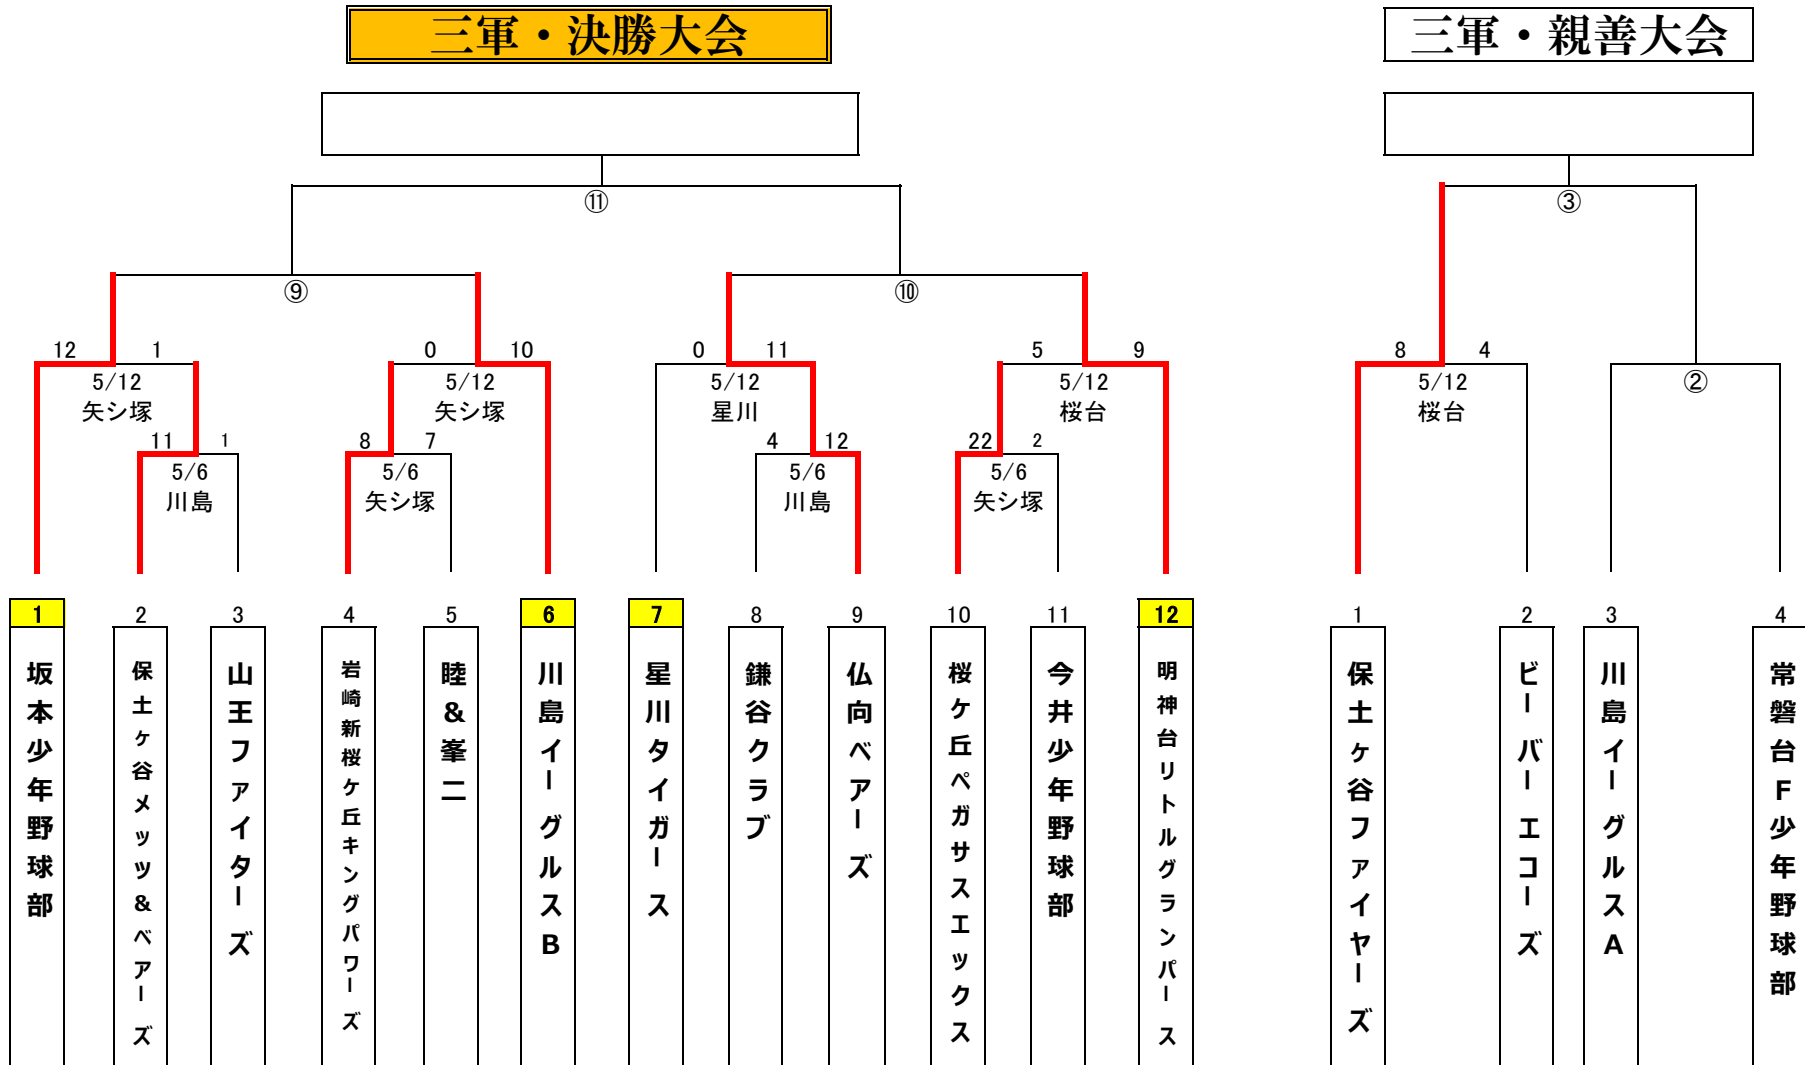 三軍・決勝大会
三軍・親善大会
⑪
③
⑨
⑩
12 1
0 10
0 11
5 9
8 4
5/12
矢シ塚
5/12
矢シ塚
5/12
星川
5/12
桜台
5/12
桜台
②
11 1
8 7
4 12
22 2
5/6
川島
5/6
矢シ塚
5/6
川島
5/6
矢シ塚
1
坂本少年野球部
2
保土ヶ谷メッツ&ベアーズ
3
山王ファイターズ
4
岩崎新桜ケ丘キングパワーズ
5
睦&峯二
6
川島イーグルスB
7
星川タイガース
8
鎌谷クラブ
9
仏向ベアーズ
10
桜ケ丘ペガサスエックス
11
今井少年野球部
12
明神台リトルグランパース
1
保土ヶ谷ファイヤーズ
2
ビーバーエコーズ
3
川島イーグルスA
4
常磐台F少年野球部